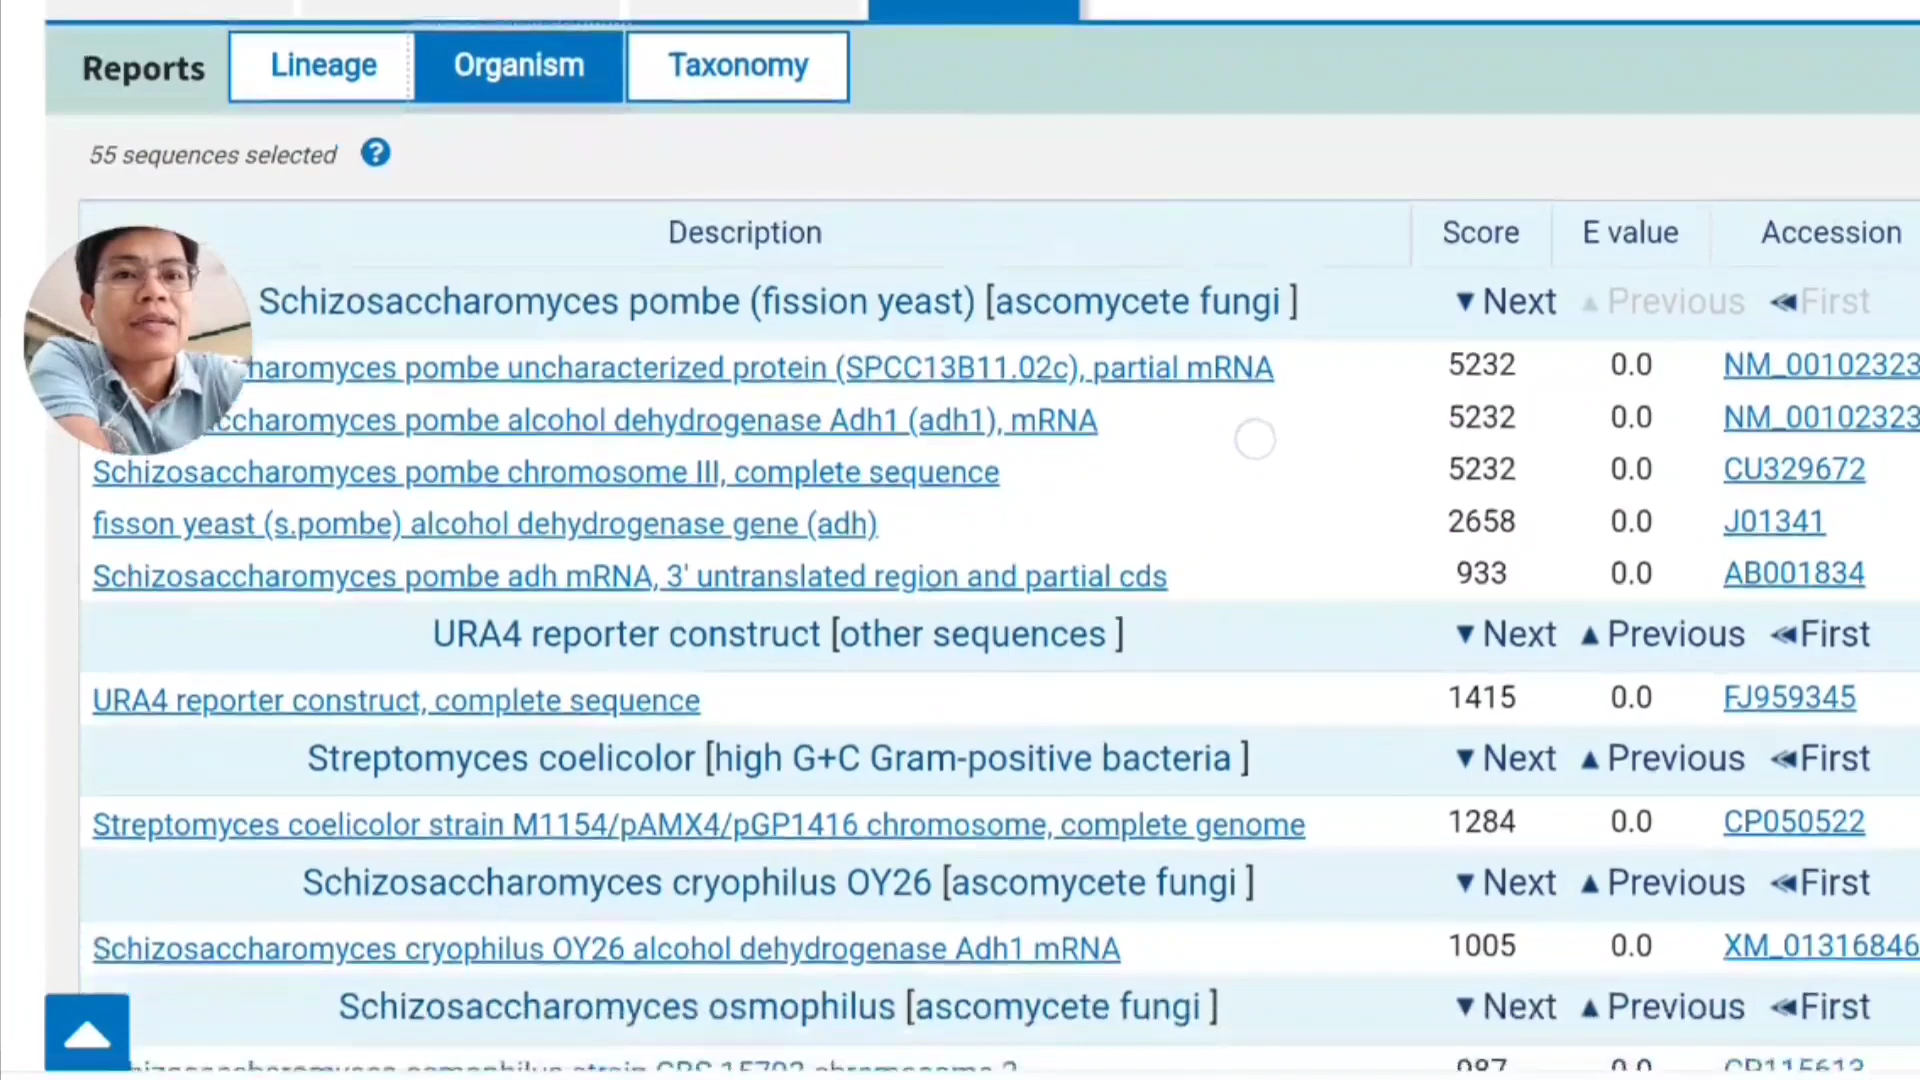 Reports Lineage Organism Taxonomy
55 sequences selected ?
Description Score E value Accession
Schizosaccharomyces pombe (fission yeast) [ascomycete fungi ] ▼Next ▲Previous ≪First
pombe uncharacterized protein (SPCC13B11.02c), partial mRNA 5232 0.0 NM_00102323
pombe alcohol dehydrogenase Adh1 (adh1), mRNA 5232 0.0 NM_00102323
Schizosaccharomyces pombe chromosome III, complete sequence 5232 0.0 CU329672
fisson yeast (s.pombe) alcohol dehydrogenase gene (adh) 2658 0.0 J01341
Schizosaccharomyces pombe adh mRNA, 3' untranslated region and partial cds 933 0.0 AB001834
URA4 reporter construct [other sequences ] ▼Next ▲Previous ≪First
URA4 reporter construct, complete sequence 1415 0.0 FJ959345
Streptomyces coelicolor [high G+C Gram-positive bacteria ] ▼Next ▲Previous ≪First
Streptomyces coelicolor strain M1154/pAMX4/pGP1416 chromosome, complete genome 1284 0.0 CP050522
Schizosaccharomyces cryophilus OY26 [ascomycete fungi ] ▼Next ▲Previous ≪First
Schizosaccharomyces cryophilus OY26 alcohol dehydrogenase Adh1 mRNA 1005 0.0 XM_01316846
Schizosaccharomyces osmophilus [ascomycete fungi ] ▼Next ▲Previous ≪First